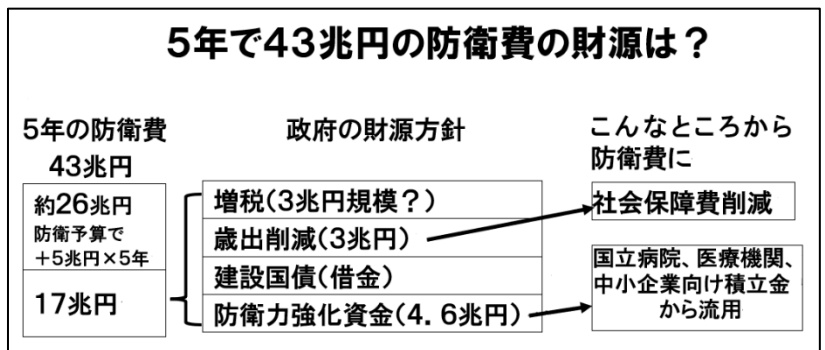 5年で43兆円の防衛費の財源は?
5年の防衛費
43兆円
約26兆円
防衛予算で
+5兆円×5年
17兆円
政府の財源方針
増税(3兆円規模?)
歳出削減(3兆円)
建設国債(借金)
防衛力強化資金(4.6兆円)
こんなところから
防衛費に
社会保障費削減
国立病院、医療機関、
中小企業向け積立金
から流用